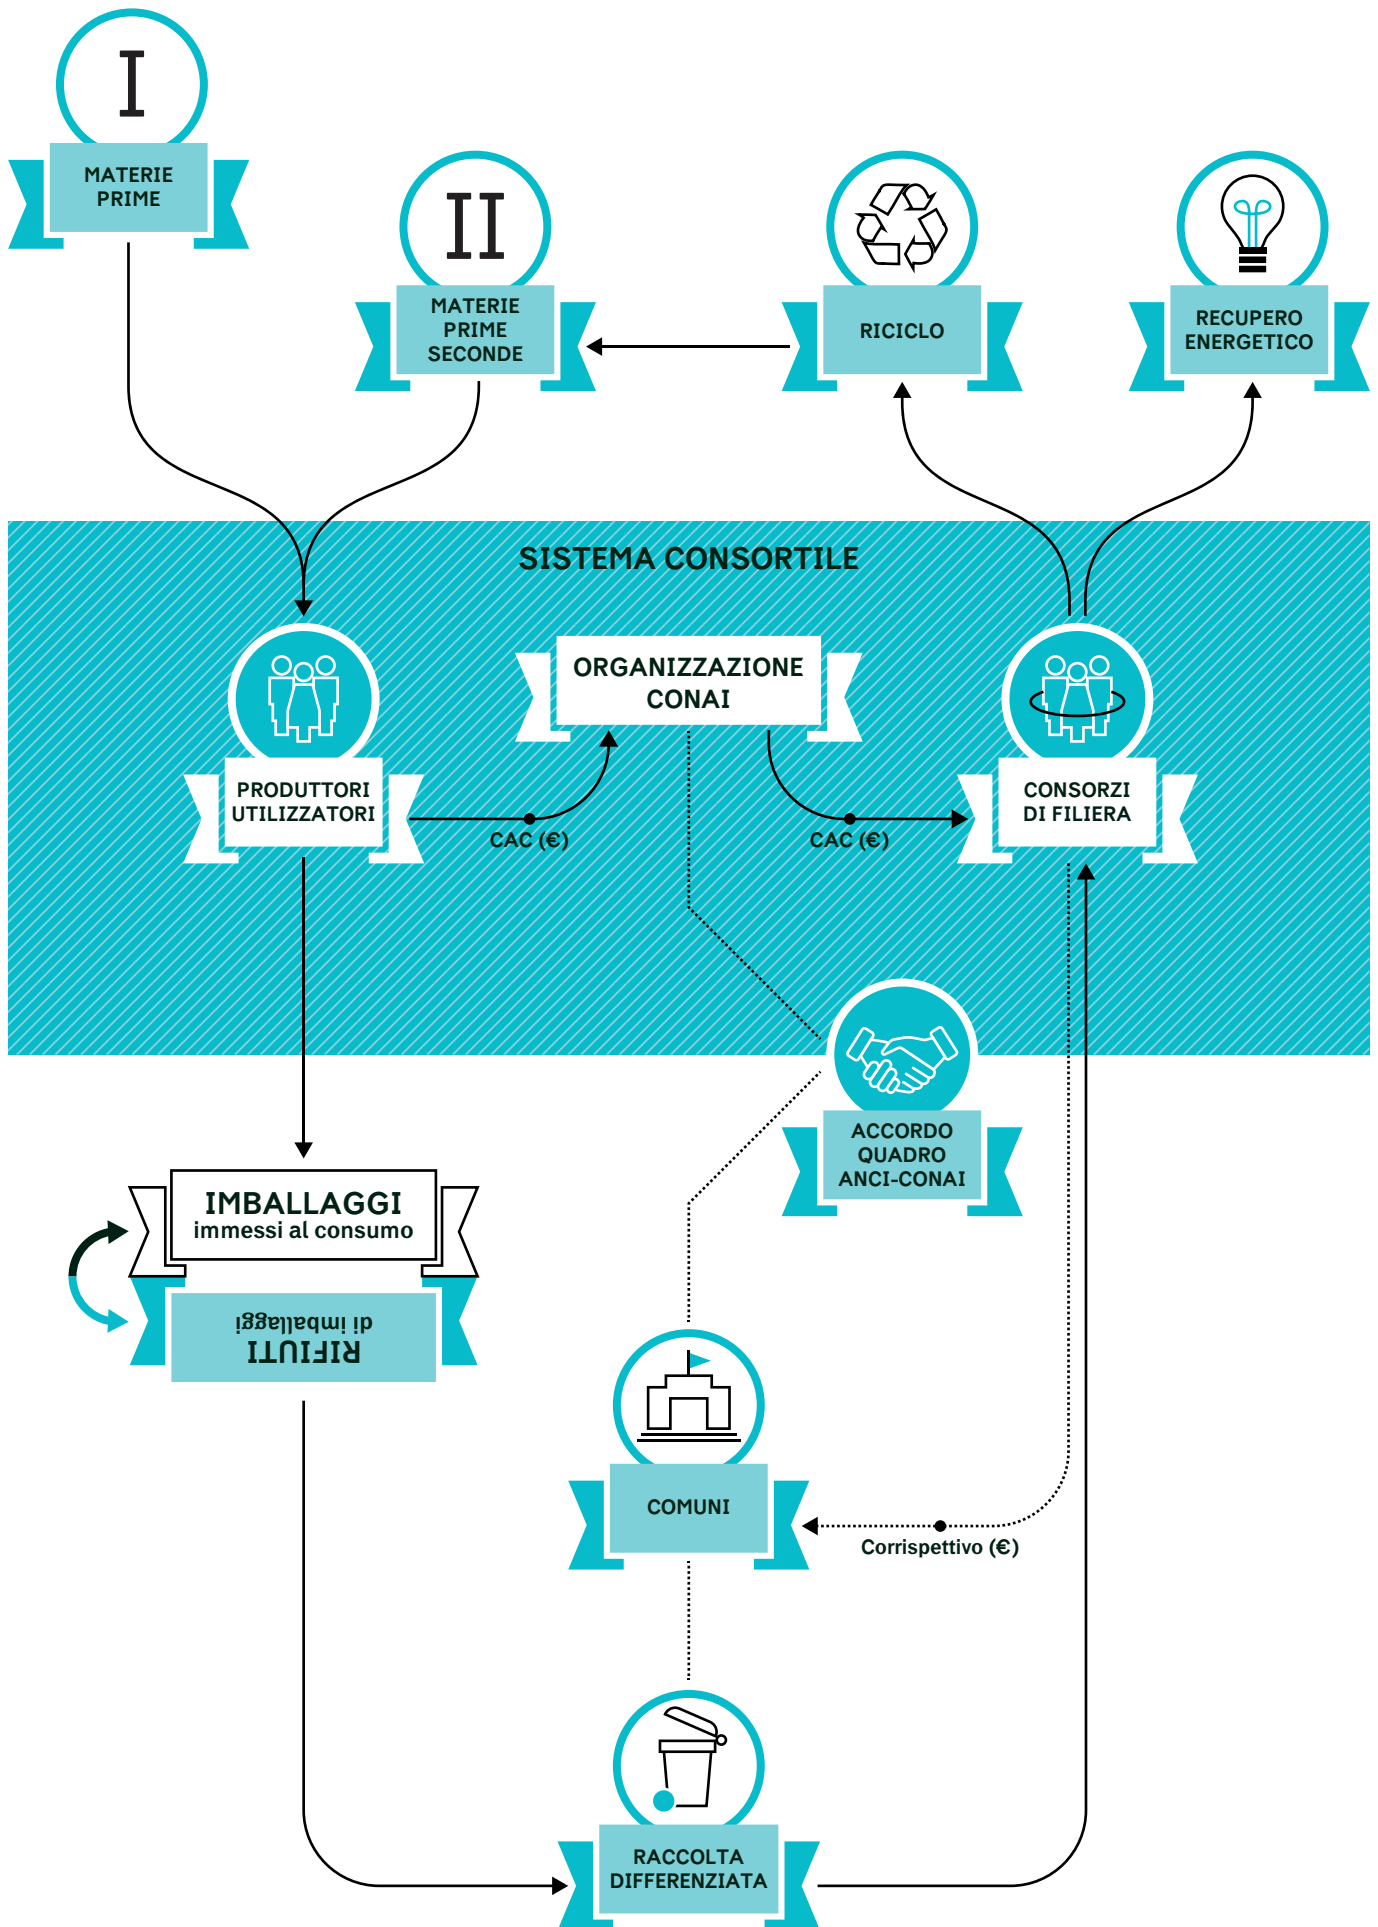 I
MATERIE
PRIME
II
MATERIE
PRIME
SECONDE
RICICLO
RECUPERO
ENERGETICO
SISTEMA CONSORTILE
ORGANIZZAZIONE
CONAI
PRODUTTORI
UTILIZZATORI
CONSORZI
DI FILIERA
CAC (€)
CAC (€)
ACCORDO
QUADRO
ANCI-CONAI
IMBALLAGGI
immessi al consumo
RIFIUTI
di imballaggi
COMUNI
Corrispettivo (€)
RACCOLTA
DIFFERENZIATA